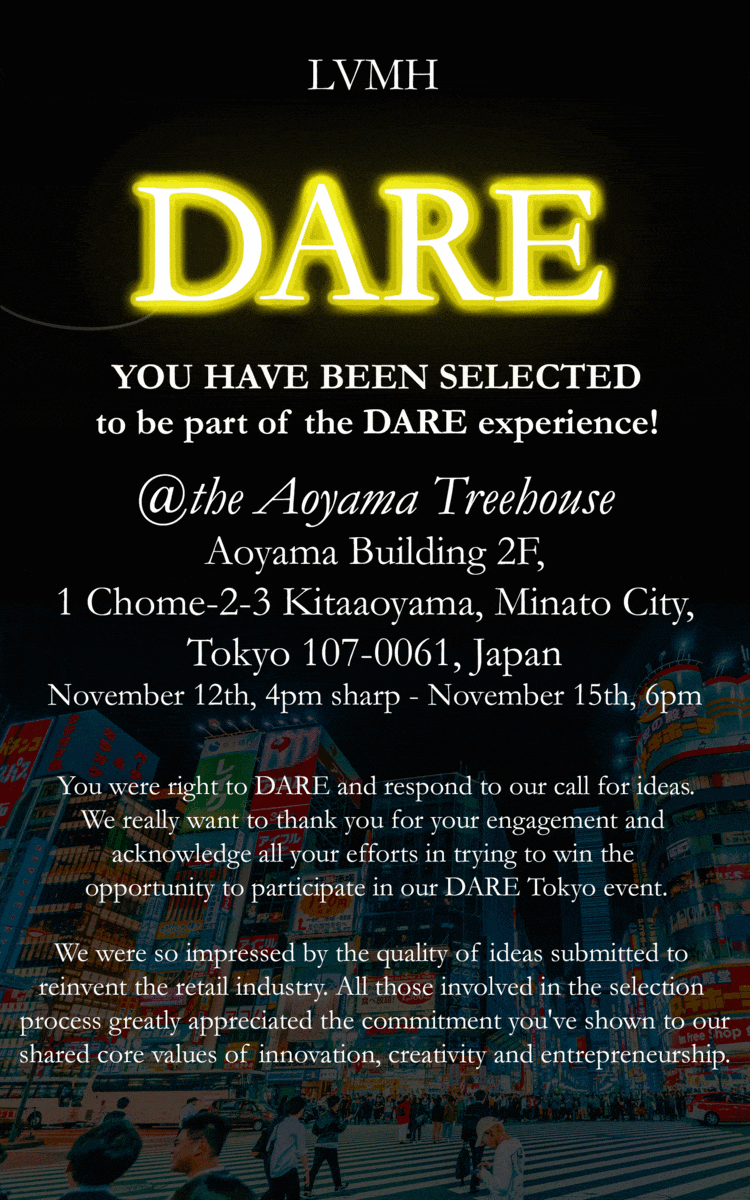 LVMH
DARE
YOU HAVE BEEN SELECTED
to be part of the DARE experience!
@the Aoyama Treehouse
Aoyama Building 2F,
1 Chome-2-3 Kitaaoyama, Minato City,
Tokyo 107-0061, Japan
November 12th, 4pm sharp - November 15th, 6pm
You were right to DARE and respond to our call for ideas.
We really want to thank you for your engagement and
acknowledge all your efforts in trying to win the
opportunity to participate in our DARE Tokyo event.
We were so impressed by the quality of ideas submitted to
reinvent the retail industry. All those involved in the selection
process greatly appreciated the commitment you've shown to our
shared core values of innovation, creativity and entrepreneurship.